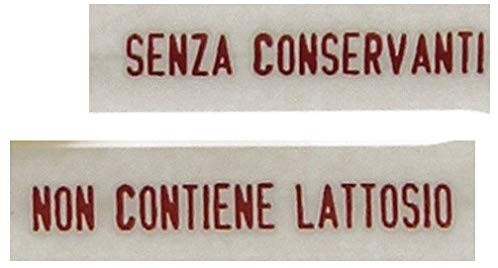 SENZA CONSERVANTI
NON CONTIENE LATTOSIO